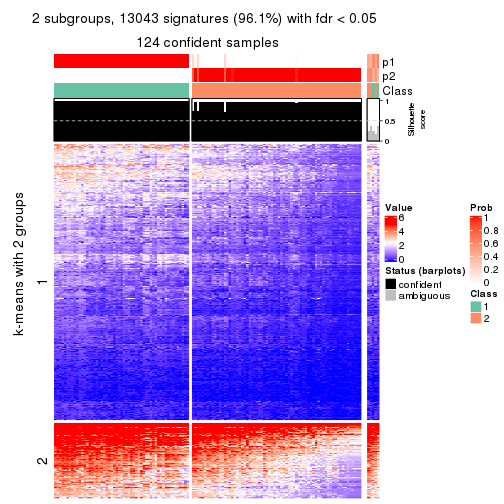 2 subgroups, 13043 signatures (96.1%) with fdr < 0.05
124 confident samples
p1
p2
Class
1
0.5
0
Silhouette
score
k-means with 2 groups
1
2
Value
6
4
2
0
Status (barplots)
confident
ambiguous
Prob
1
0.8
0.6
0.4
0.2
0
Class
1
2